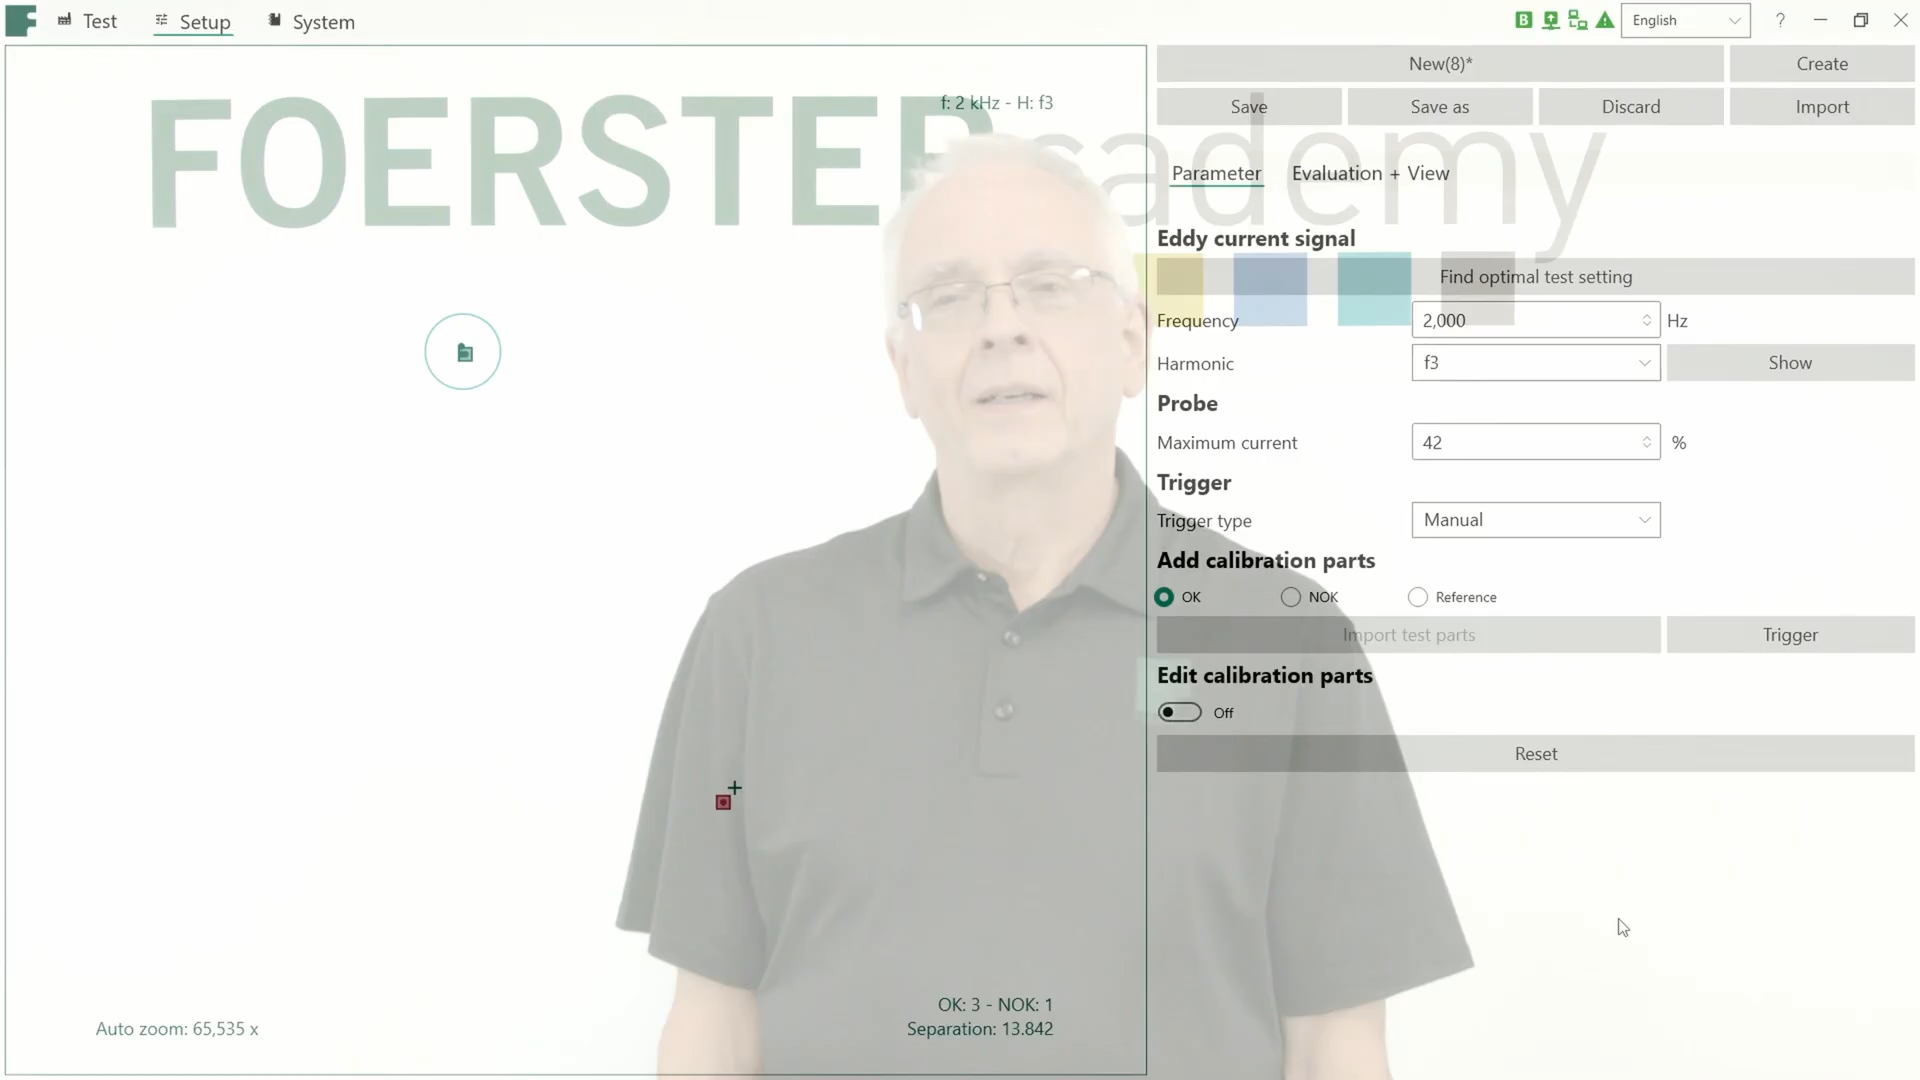 Test Setup System B English ?
New(8)* Create
Save Save as Discard Import
FOERSTER academy
f: 2 kHz - H: f3
Parameter Evaluation + View
Eddy current signal
Find optimal test setting
Frequency 2,000 Hz
Harmonic f3 Show
Probe
Maximum current 42 %
Trigger
Trigger type Manual
Add calibration parts
OK NOK Reference
Import test parts Trigger
Edit calibration parts
Off
Reset
OK: 3 - NOK: 1
Auto zoom: 65,535 x Separation: 13.842